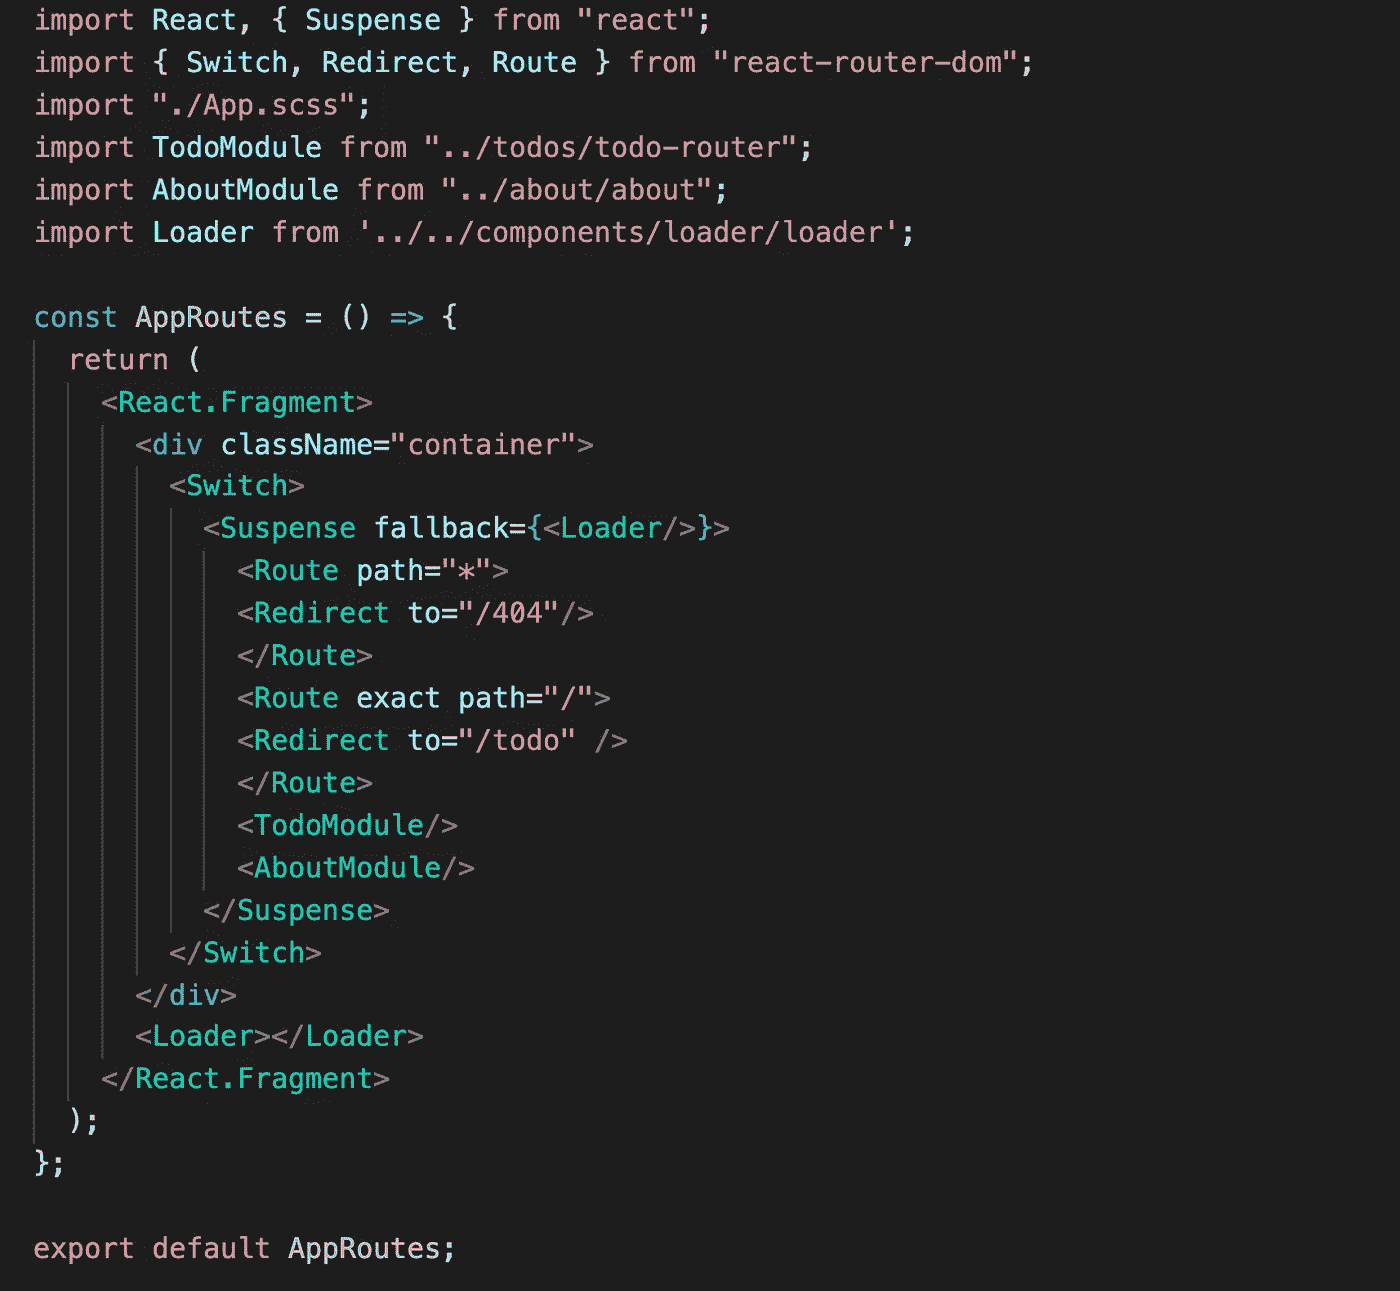 import React, { Suspense } from "react";
import { Switch, Redirect, Route } from "react-router-dom";
import "./App.scss";
import TodoModule from "../todos/todo-router";
import AboutModule from "../about/about";
import Loader from '../../components/loader/loader';

const AppRoutes = () => {
  return (
    <React.Fragment>
      <div className="container">
        <Switch>
          <Suspense fallback={<Loader/>}>
            <Route path="*">
            <Redirect to="/404"/>
            </Route>
            <Route exact path="/">
            <Redirect to="/todo" />
            </Route>
            <TodoModule/>
            <AboutModule/>
          </Suspense>
        </Switch>
      </div>
      <Loader></Loader>
    </React.Fragment>
  );
};

export default AppRoutes;